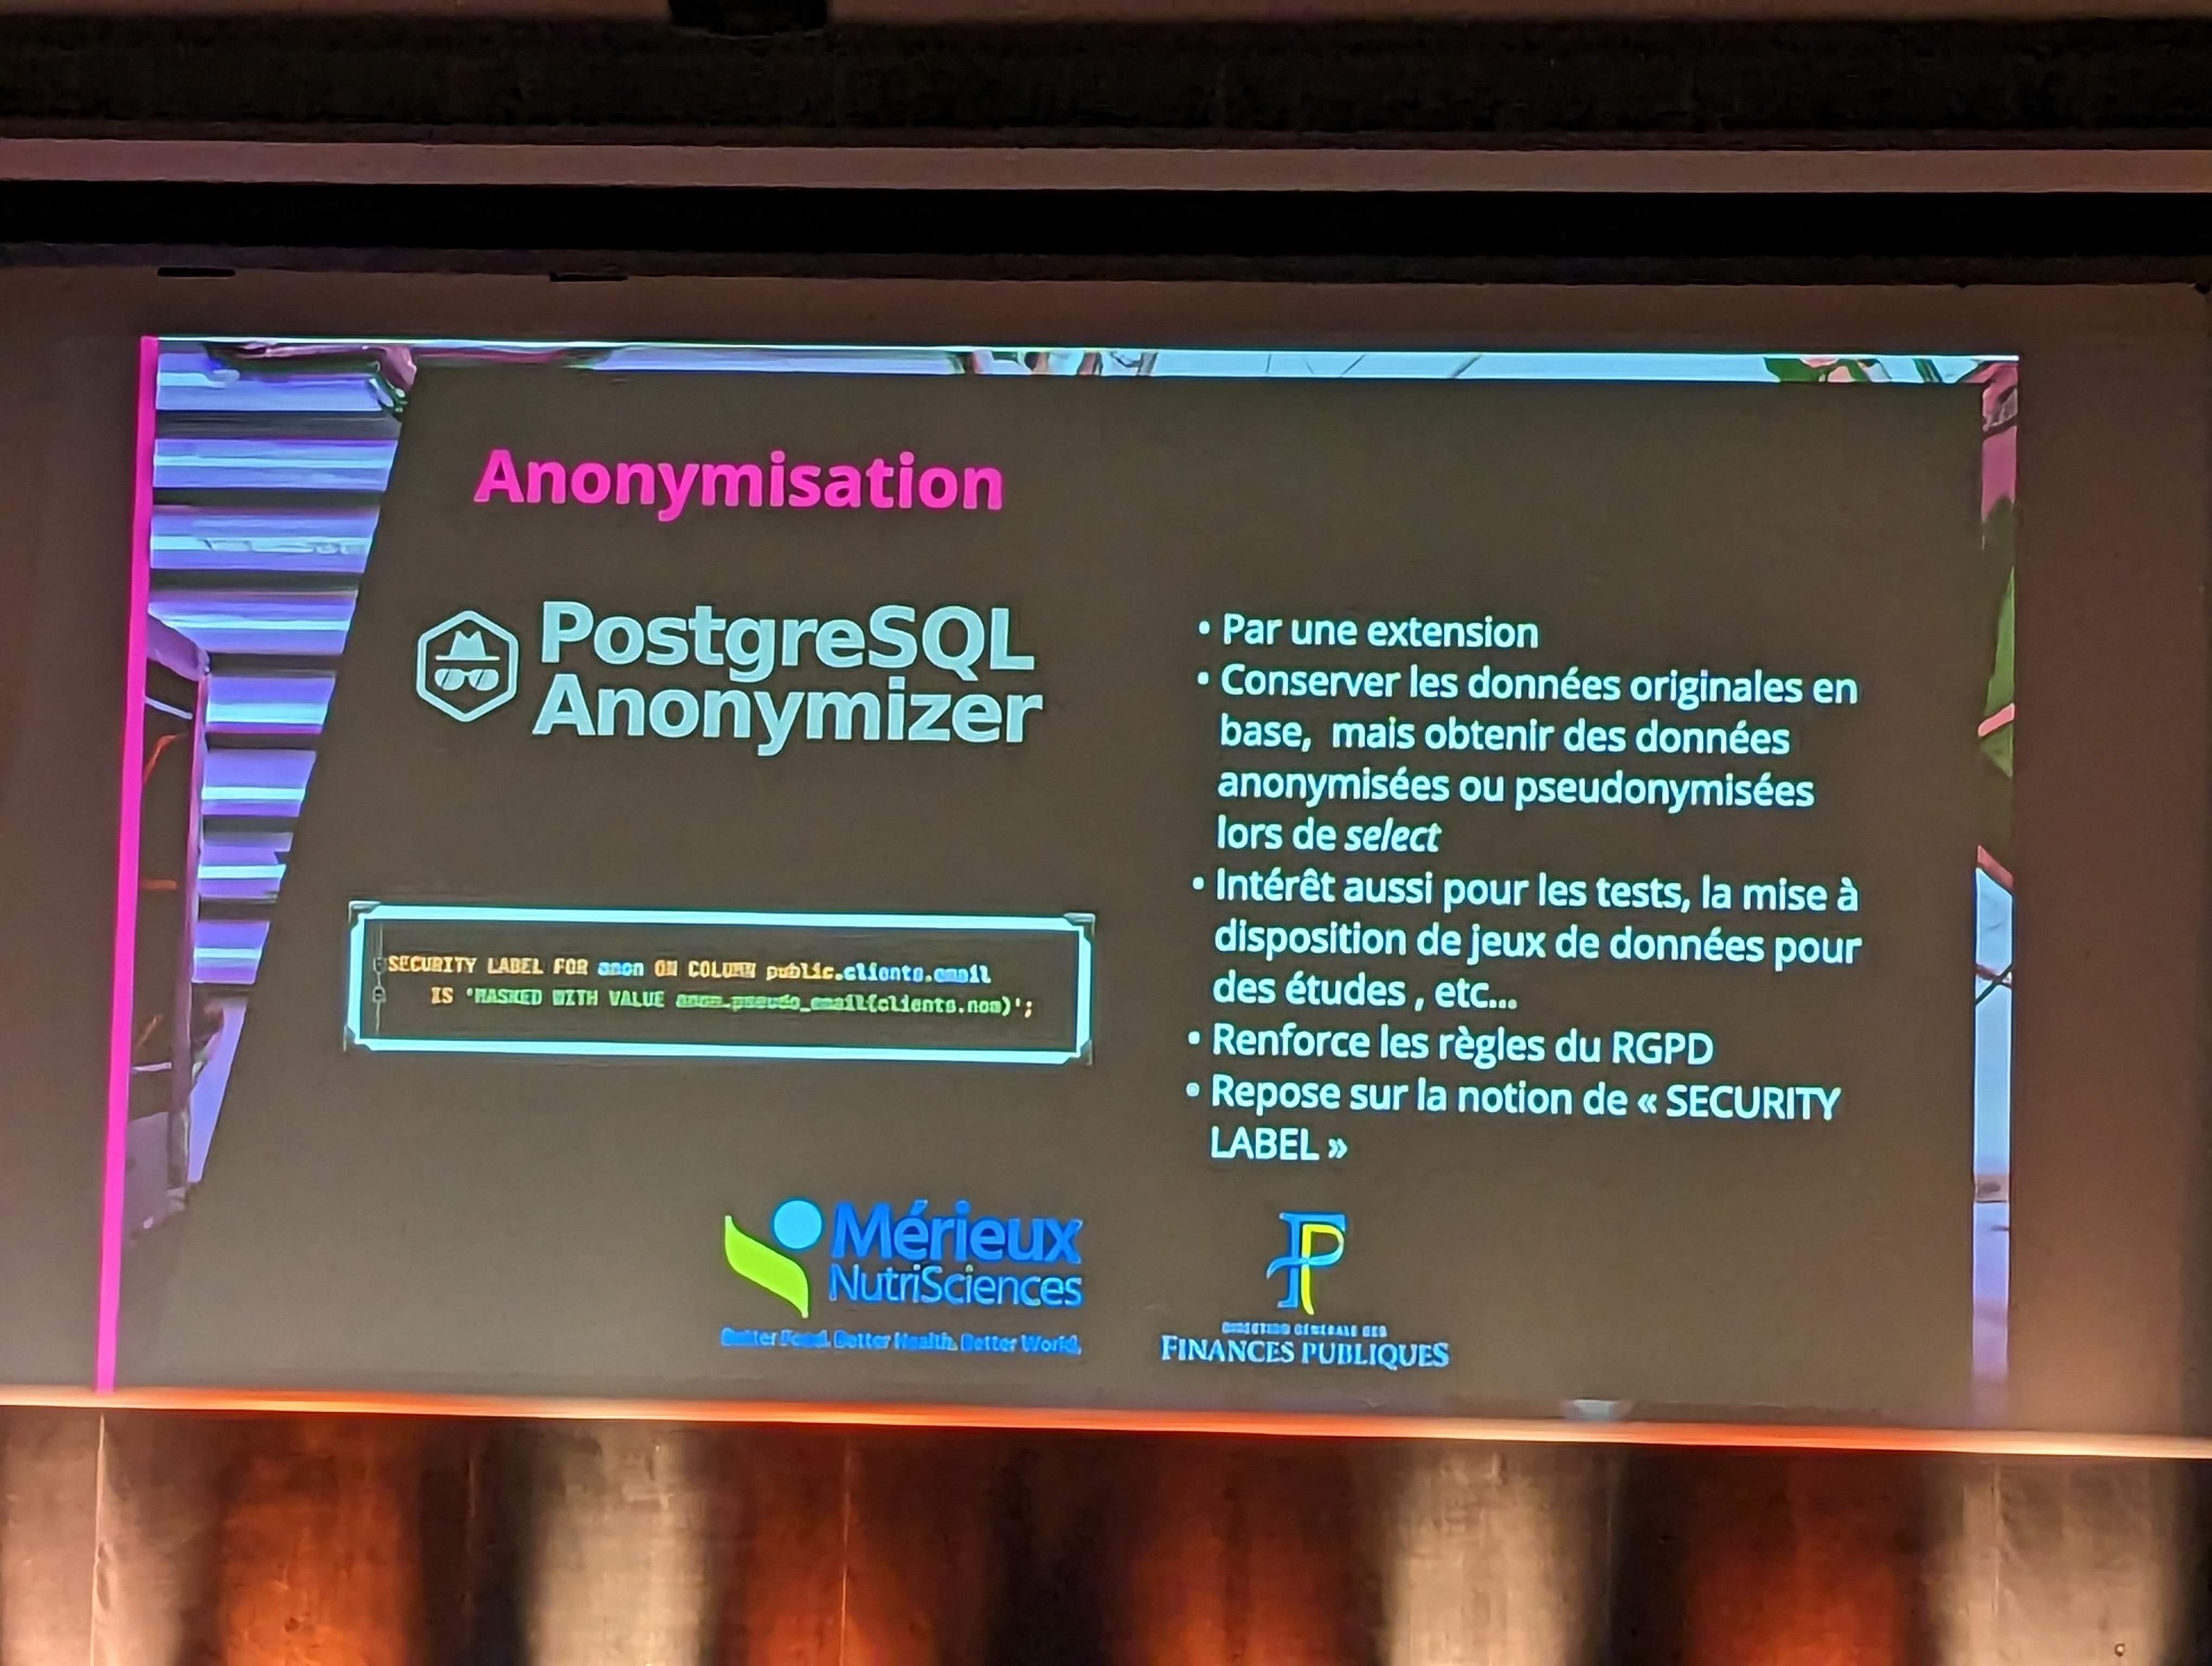 Anonymisation
PostgreSQL
Anonymizer
SECURITY LABEL FOR anon ON COLUMN public.clients.email
IS 'MASKED WITH VALUE anon.pseudo_email(clients.nom)';
• Par une extension
• Conserver les données originales en
base,  mais obtenir des données
anonymisées ou pseudonymisées
lors de select
• Intérêt aussi pour les tests, la mise à
disposition de jeux de données pour
des études , etc...
• Renforce les règles du RGPD
• Repose sur la notion de « SECURITY
LABEL »
Mérieux
NutriSciences
Better Food. Better Health. Better World.
FP
DIRECTION GÉNÉRALE DES
FINANCES PUBLIQUES